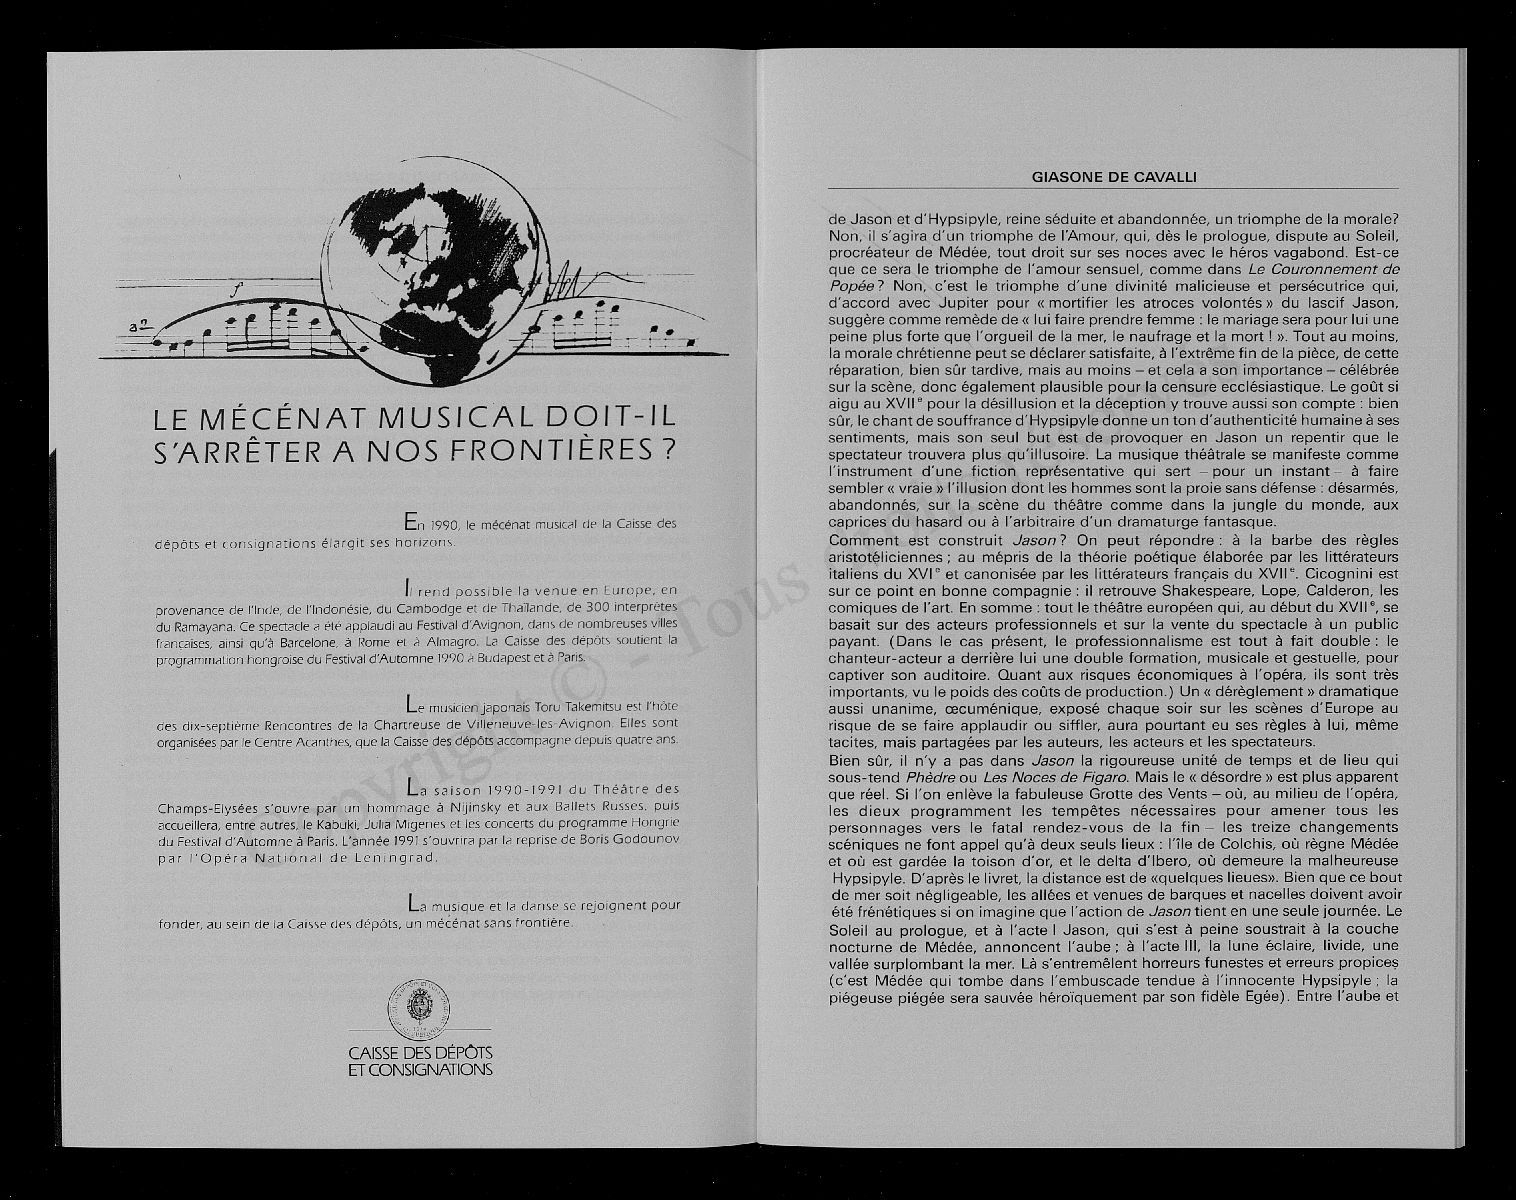 f
a2
LE MÉCÉNAT MUSICAL DOIT-IL
S'ARRÊTER A NOS FRONTIÈRES ?
En 1990, le mécénat musical de la Caisse des
dépôts et consignations élargit ses horizons.
Il rend possible la venue en Europe, en
provenance de l'Inde, de l'Indonésie, du Cambodge et de Thaïlande, de 300 interprètes
du Ramayana. Ce spectacle a été applaudi au Festival d'Avignon, dans de nombreuses villes
françaises, ainsi qu'à Barcelone, à Rome et à Almagro. La Caisse des dépôts soutient la
programmation hongroise du Festival d'Automne 1990 à Budapest et à Paris.
Le musicien japonais Toru Takemitsu est l'hôte
des dix-septième Rencontres de la Chartreuse de Villeneuve-les-Avignon. Elles sont
organisées par le Centre Acanthes, que la Caisse des dépôts accompagne depuis quatre ans.
La saison 1990-1991 du Théâtre des
Champs-Elysées s'ouvre par un hommage à Nijinsky et aux Ballets Russes, puis
accueillera, entre autres, le Kabuki, Julia Migenes et les concerts du programme Hongrie
du Festival d'Automne à Paris. L'année 1991 s'ouvrira par la reprise de Boris Godounov
par l'Opéra National de Leningrad.
La musique et la danse se rejoignent pour
fonder, au sein de la Caisse des dépôts, un mécénat sans frontière.
CAISSE DES DÉPÔTS
ET CONSIGNATIONS
GIASONE DE CAVALLI
de Jason et d'Hypsipyle, reine séduite et abandonnée, un triomphe de la morale?
Non, il s'agira d'un triomphe de l'Amour, qui, dès le prologue, dispute au Soleil,
procréateur de Médée, tout droit sur ses noces avec le héros vagabond. Est-ce
que ce sera le triomphe de l'amour sensuel, comme dans Le Couronnement de
Popée ? Non, c'est le triomphe d'une divinité malicieuse et persécutrice qui,
d'accord avec Jupiter pour « mortifier les atroces volontés » du lascif Jason,
suggère comme remède de « lui faire prendre femme : le mariage sera pour lui une
peine plus forte que l'orgueil de la mer, le naufrage et la mort ! ». Tout au moins,
la morale chrétienne peut se déclarer satisfaite, à l'extrême fin de la pièce, de cette
réparation, bien sûr tardive, mais au moins – et cela a son importance – célébrée
sur la scène, donc également plausible pour la censure ecclésiastique. Le goût si
aigu au XVIIe pour la désillusion et la déception y trouve aussi son compte : bien
sûr, le chant de souffrance d'Hypsipyle donne un ton d'authenticité humaine à ses
sentiments, mais son seul but est de provoquer en Jason un repentir que le
spectateur trouvera plus qu'illusoire. La musique théâtrale se manifeste comme
l'instrument d'une fiction représentative qui sert – pour un instant – à faire
sembler « vraie » l'illusion dont les hommes sont la proie sans défense : désarmés,
abandonnés, sur la scène du théâtre comme dans la jungle du monde, aux
caprices du hasard ou à l'arbitraire d'un dramaturge fantasque.
Comment est construit Jason ? On peut répondre : à la barbe des règles
aristotéliciennes ; au mépris de la théorie poétique élaborée par les littérateurs
italiens du XVIe et canonisée par les littérateurs français du XVIIe. Cicognini est
sur ce point en bonne compagnie : il retrouve Shakespeare, Lope, Calderon, les
comiques de l'art. En somme : tout le théâtre européen qui, au début du XVIIe, se
basait sur des acteurs professionnels et sur la vente du spectacle à un public
payant. (Dans le cas présent, le professionnalisme est tout à fait double : le
chanteur-acteur a derrière lui une double formation, musicale et gestuelle, pour
captiver son auditoire. Quant aux risques économiques à l'opéra, ils sont très
importants, vu le poids des coûts de production.) Un « dérèglement » dramatique
aussi unanime, œcuménique, exposé chaque soir sur les scènes d'Europe au
risque de se faire applaudir ou siffler, aura pourtant eu ses règles à lui, même
tacites, mais partagées par les auteurs, les acteurs et les spectateurs.
Bien sûr, il n'y a pas dans Jason la rigoureuse unité de temps et de lieu qui
sous-tend Phèdre ou Les Noces de Figaro. Mais le « désordre » est plus apparent
que réel. Si l'on enlève la fabuleuse Grotte des Vents – où, au milieu de l'opéra,
les dieux programment les tempêtes nécessaires pour amener tous les
personnages vers le fatal rendez-vous de la fin – les treize changements
scéniques ne font appel qu'à deux seuls lieux : l'île de Colchis, où règne Médée
et où est gardée la toison d'or, et le delta d'Ibero, où demeure la malheureuse
Hypsipyle. D'après le livret, la distance est de «quelques lieues». Bien que ce bout
de mer soit négligeable, les allées et venues de barques et nacelles doivent avoir
été frénétiques si on imagine que l'action de Jason tient en une seule journée. Le
Soleil au prologue, et à l'acte I Jason, qui s'est à peine soustrait à la couche
nocturne de Médée, annoncent l'aube ; à l'acte III, la lune éclaire, livide, une
vallée surplombant la mer. Là s'entremêlent horreurs funestes et erreurs propices
(c'est Médée qui tombe dans l'embuscade tendue à l'innocente Hypsipyle ; la
piégeuse piégée sera sauvée héroïquement par son fidèle Egée). Entre l'aube et
Copyright © - Tous